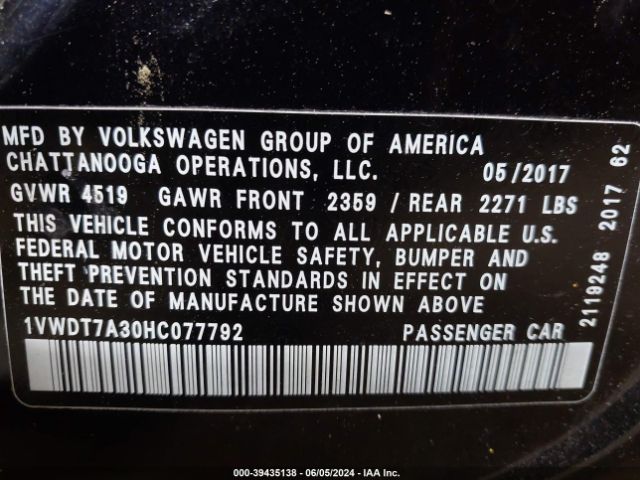 MFD BY VOLKSWAGEN GROUP OF AMERICA
CHATTANOOGA OPERATIONS, LLC. 05/2017
GVWR 4519 GAWR FRONT 2359 / REAR 2271 LBS
THIS VEHICLE CONFORMS TO ALL APPLICABLE U.S.
FEDERAL MOTOR VEHICLE SAFETY, BUMPER AND
THEFT PREVENTION STANDARDS IN EFFECT ON
THE DATE OF MANUFACTURE SHOWN ABOVE
1VWDT7A30HC077792 PASSENGER CAR
2119248 2017 62
000-39435138 - 06/05/2024 - IAA Inc.